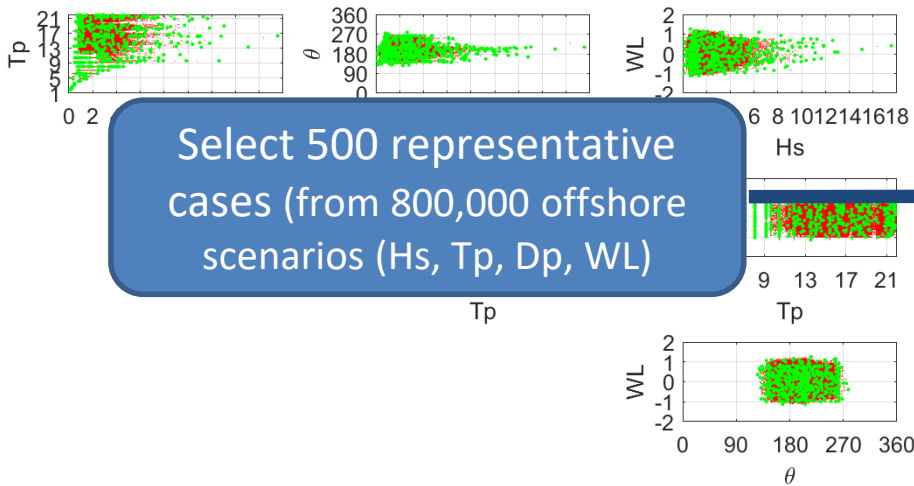 Tp
21
17
13
9
5
1
0 2
θ
360
270
180
90
0
WL
2
1
0
-1
-2
6 8 10 12 14 16 18
Hs
Select 500 representative
cases (from 800,000 offshore
scenarios (Hs, Tp, Dp, WL)
Tp
9 13 17 21
Tp
WL
2
1
0
-1
-2
0 90 180 270 360
θ